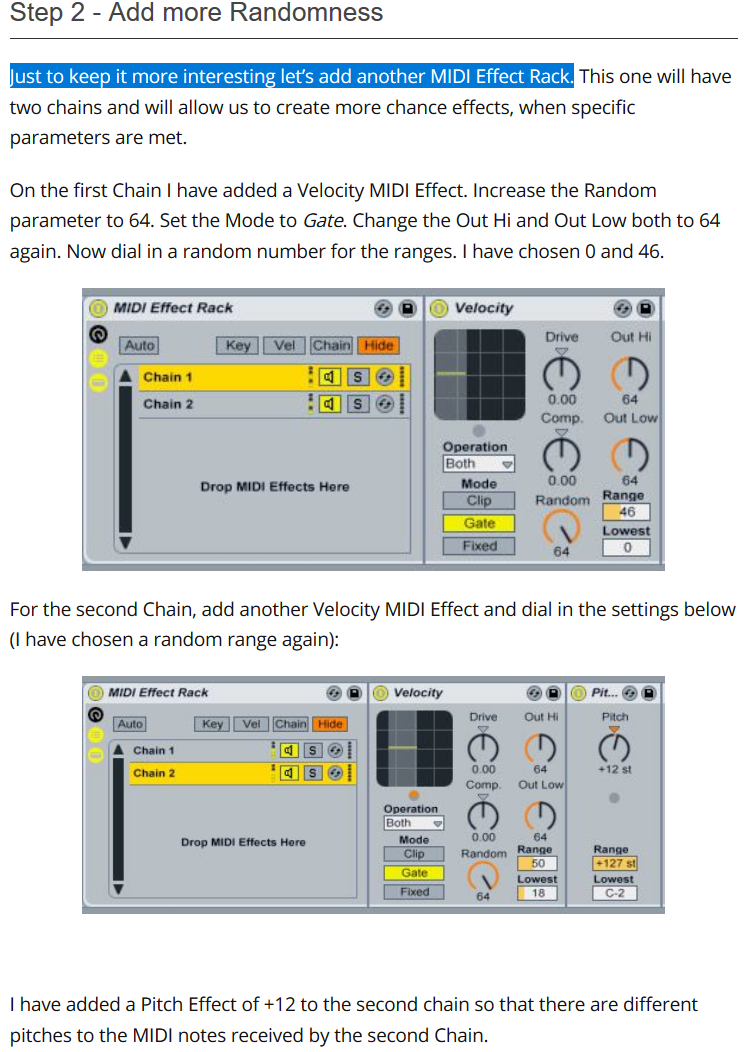 Step 2 - Add more Randomness
Just to keep it more interesting let's add another MIDI Effect Rack. This one will have
two chains and will allow us to create more chance effects, when specific
parameters are met.
On the first Chain I have added a Velocity MIDI Effect. Increase the Random
parameter to 64. Set the Mode to Gate. Change the Out Hi and Out Low both to 64
again. Now dial in a random number for the ranges. I have chosen 0 and 46.
MIDI Effect Rack
Auto Key Vel Chain Hide
Chain 1 S
Chain 2 S
Drop MIDI Effects Here
Velocity
Drive Out Hi
0.00 64
Comp. Out Low
Operation
Both
0.00 64
Mode
Clip
Gate
Fixed
Random
64
Range
46
Lowest
0
For the second Chain, add another Velocity MIDI Effect and dial in the settings below
(I have chosen a random range again):
MIDI Effect Rack
Auto Key Vel Chain Hide
Chain 1 S
Chain 2 S
Drop MIDI Effects Here
Velocity
Drive Out Hi
0.00 64
Comp. Out Low
Operation
Both
0.00 64
Mode
Clip
Gate
Fixed
Random
64
Range
50
Lowest
18
Pit...
Pitch
+12 st
Range
+127 st
Lowest
C-2
I have added a Pitch Effect of +12 to the second chain so that there are different
pitches to the MIDI notes received by the second Chain.